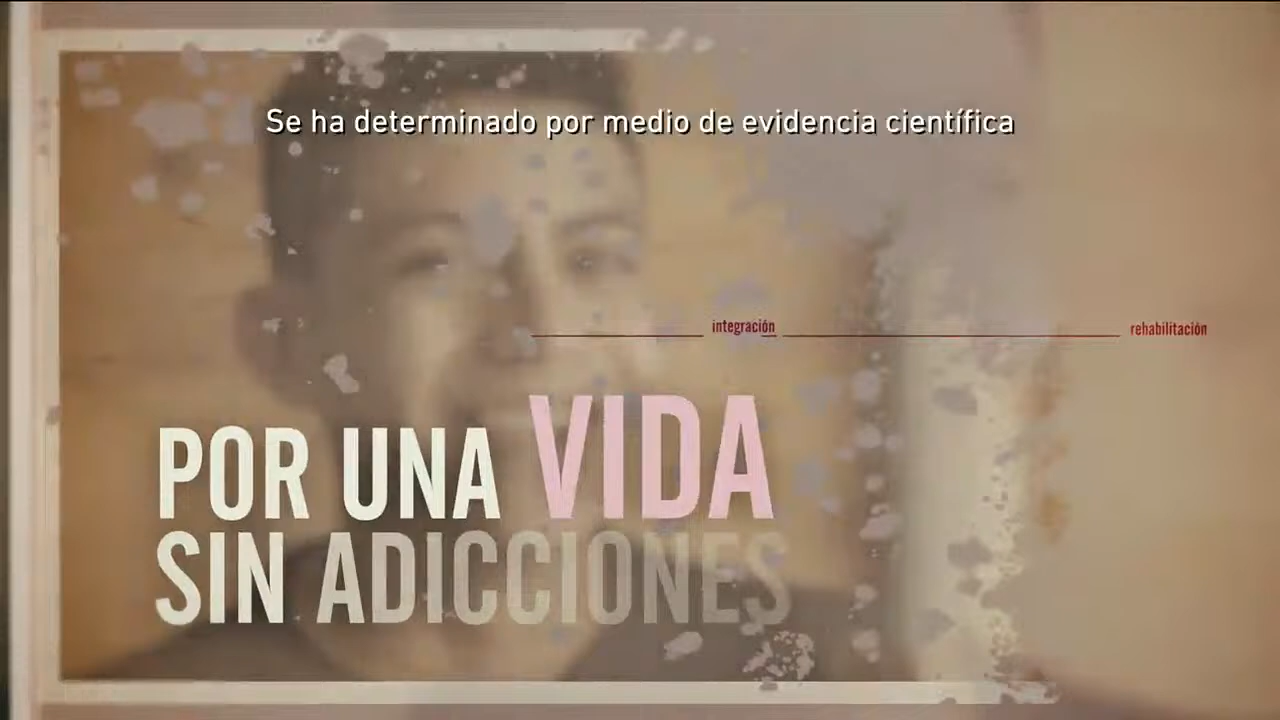 Se ha determinado por medio de evidencia científica
integración
rehabilitación
POR UNA VIDA
SIN ADICCIONES